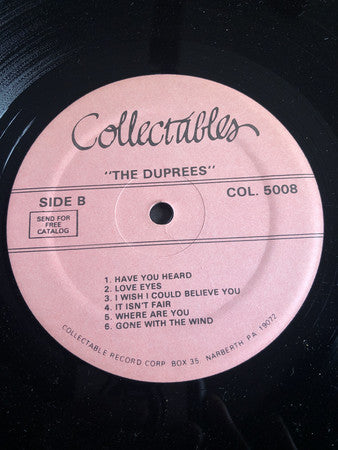 Collectables
"THE DUPREES"
SIDE B
COL. 5008
SEND FOR
FREE
CATALOG
1. HAVE YOU HEARD
2. LOVE EYES
3. I WISH I COULD BELIEVE YOU
4. IT ISN'T FAIR
5. WHERE ARE YOU
6. GONE WITH THE WIND
COLLECTABLE RECORD CORP. BOX 35 NARBERTH, PA 19072